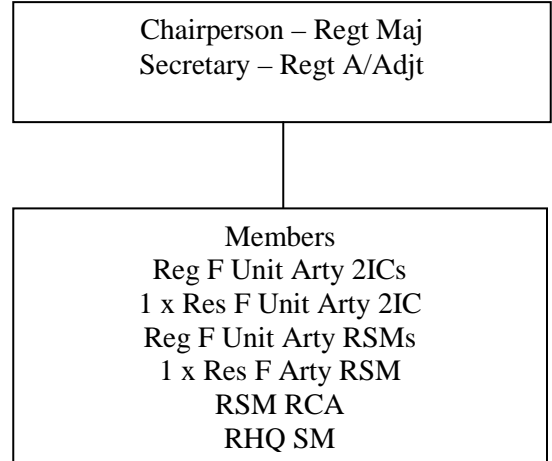 Chairperson – Regt Maj
Secretary – Regt A/Adjt
Members
Reg F Unit Arty 2ICs
1 x Res F Unit Arty 2IC
Reg F Unit Arty RSMs
1 x Res F Arty RSM
RSM RCA
RHQ SM